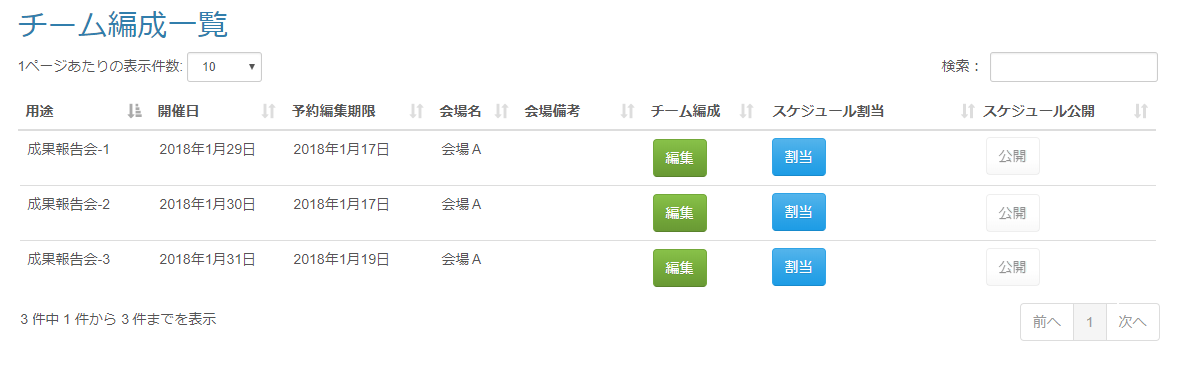 チーム編成一覧
1ページあたりの表示件数: 10 検索：
用途 開催日 予約編集期限 会場名 会場備考 チーム編成 スケジュール割当 スケジュール公開
成果報告会-1 2018年1月29日 2018年1月17日 会場Ａ 編集 割当 公開
成果報告会-2 2018年1月30日 2018年1月17日 会場Ａ 編集 割当 公開
成果報告会-3 2018年1月31日 2018年1月19日 会場Ａ 編集 割当 公開
3 件中 1 件から 3 件までを表示 前へ 1 次へ